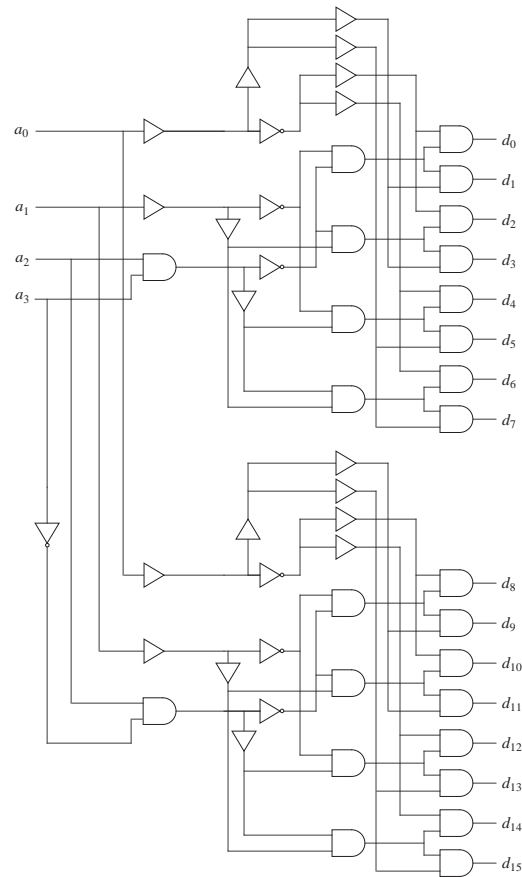 a₀
a₁
a₂
a₃
d₀
d₁
d₂
d₃
d₄
d₅
d₆
d₇
d₈
d₉
d₁₀
d₁₁
d₁₂
d₁₃
d₁₄
d₁₅